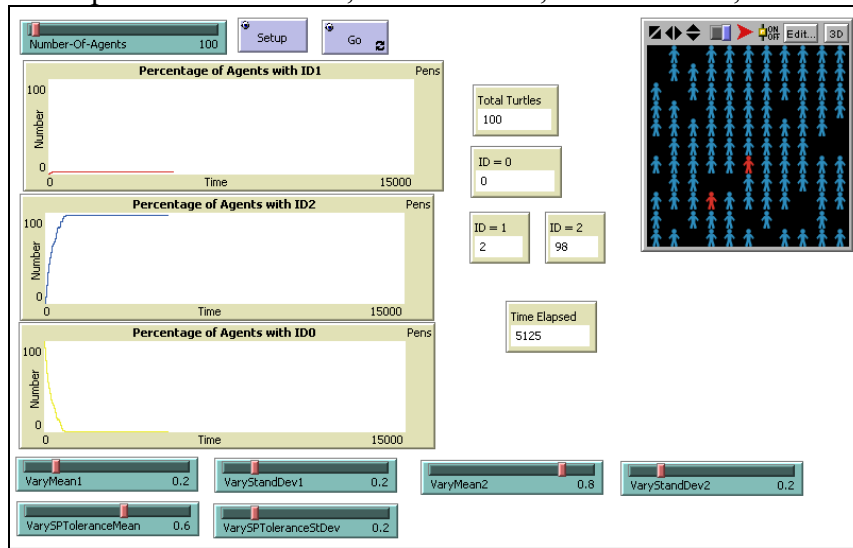 Number-Of-Agents 100
Setup
Go
ON
OFF
Edit...
3D
Percentage of Agents with ID1
Pens
100
Number
0
0
Time
15000
Total Turtles
100
ID = 0
0
Percentage of Agents with ID2
Pens
100
Number
0
0
Time
15000
ID = 1
2
ID = 2
98
Time Elapsed
5125
Percentage of Agents with ID0
Pens
100
Number
0
0
Time
15000
VaryMean1 0.2
VaryStandDev1 0.2
VaryMean2 0.8
VaryStandDev2 0.2
VarySPToleranceMean 0.6
VarySPToleranceStDev 0.2